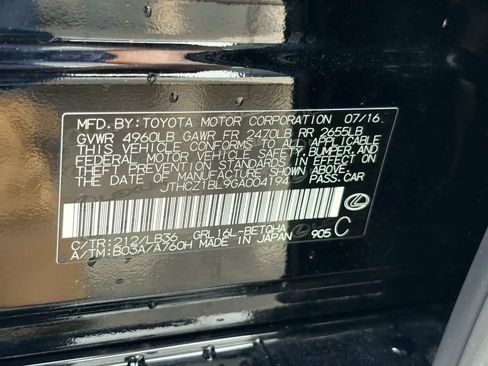 MFD. BY: TOYOTA MOTOR CORPORATION 07/16
GVWR 4960LB GAWR FR 2470LB RR 2655LB
THIS VEHICLE CONFORMS TO ALL APPLICABLE
FEDERAL MOTOR VEHICLE SAFETY, BUMPER, AND
THEFT PREVENTION STANDARDS IN EFFECT ON
THE DATE OF MANUFACTURE SHOWN ABOVE.
JTHCZ1BL9GA004194 PASS. CAR
C/TR: 212/LB36 GRL16L-BETQHA
A/TM: B03A/A760H MADE IN JAPAN 905 C